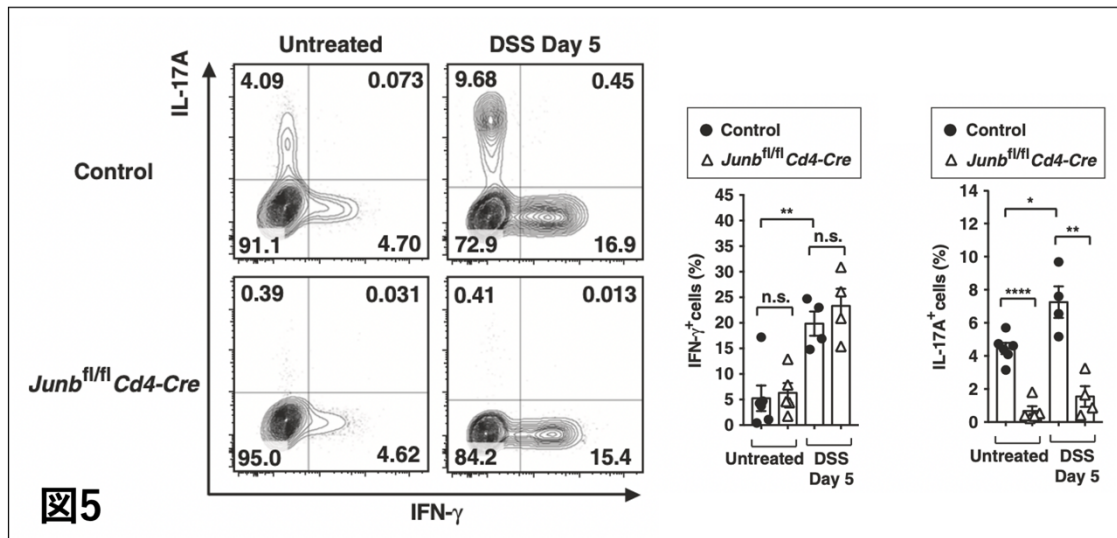 Untreated
DSS Day 5
IL-17A
4.09
0.073
9.68
0.45
Control
91.1
4.70
72.9
16.9
0.39
0.031
0.41
0.013
Junbfl/fl Cd4-Cre
95.0
4.62
84.2
15.4
IFN-γ
図5
Control
Junbfl/fl Cd4-Cre
IFN-γ+ cells (%)
45
40
35
30
25
20
15
10
5
0
**
n.s.
n.s.
Untreated
DSS
Day 5
Control
Junbfl/fl Cd4-Cre
IL-17A+ cells (%)
14
12
10
8
6
4
2
0
*
**
****
Untreated
DSS
Day 5